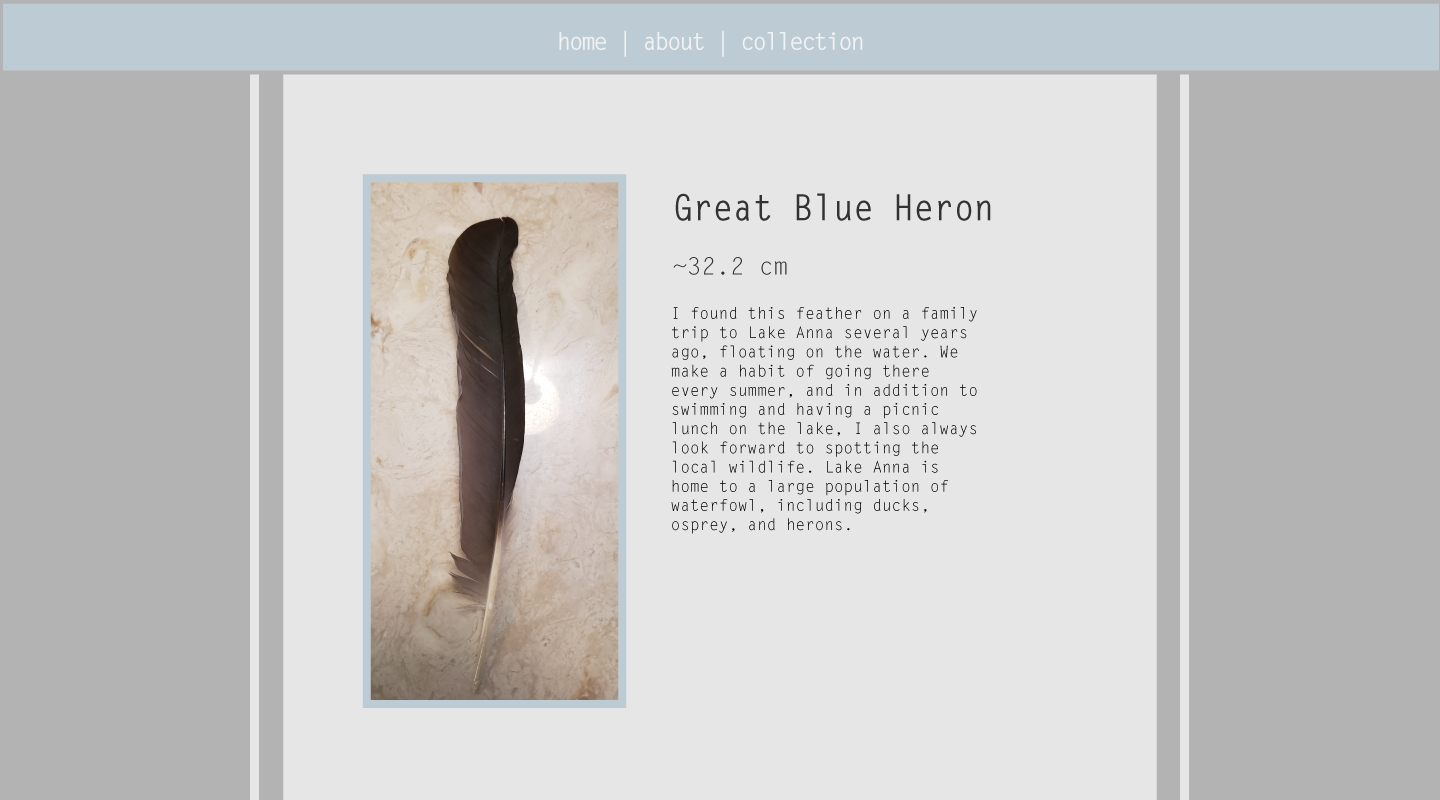 home | about | collection
Great Blue Heron
~32.2 cm
I found this feather on a family
trip to Lake Anna several years
ago, floating on the water. We
make a habit of going there
every summer, and in addition to
swimming and having a picnic
lunch on the lake, I also always
look forward to spotting the
local wildlife. Lake Anna is
home to a large population of
waterfowl, including ducks,
osprey, and herons.